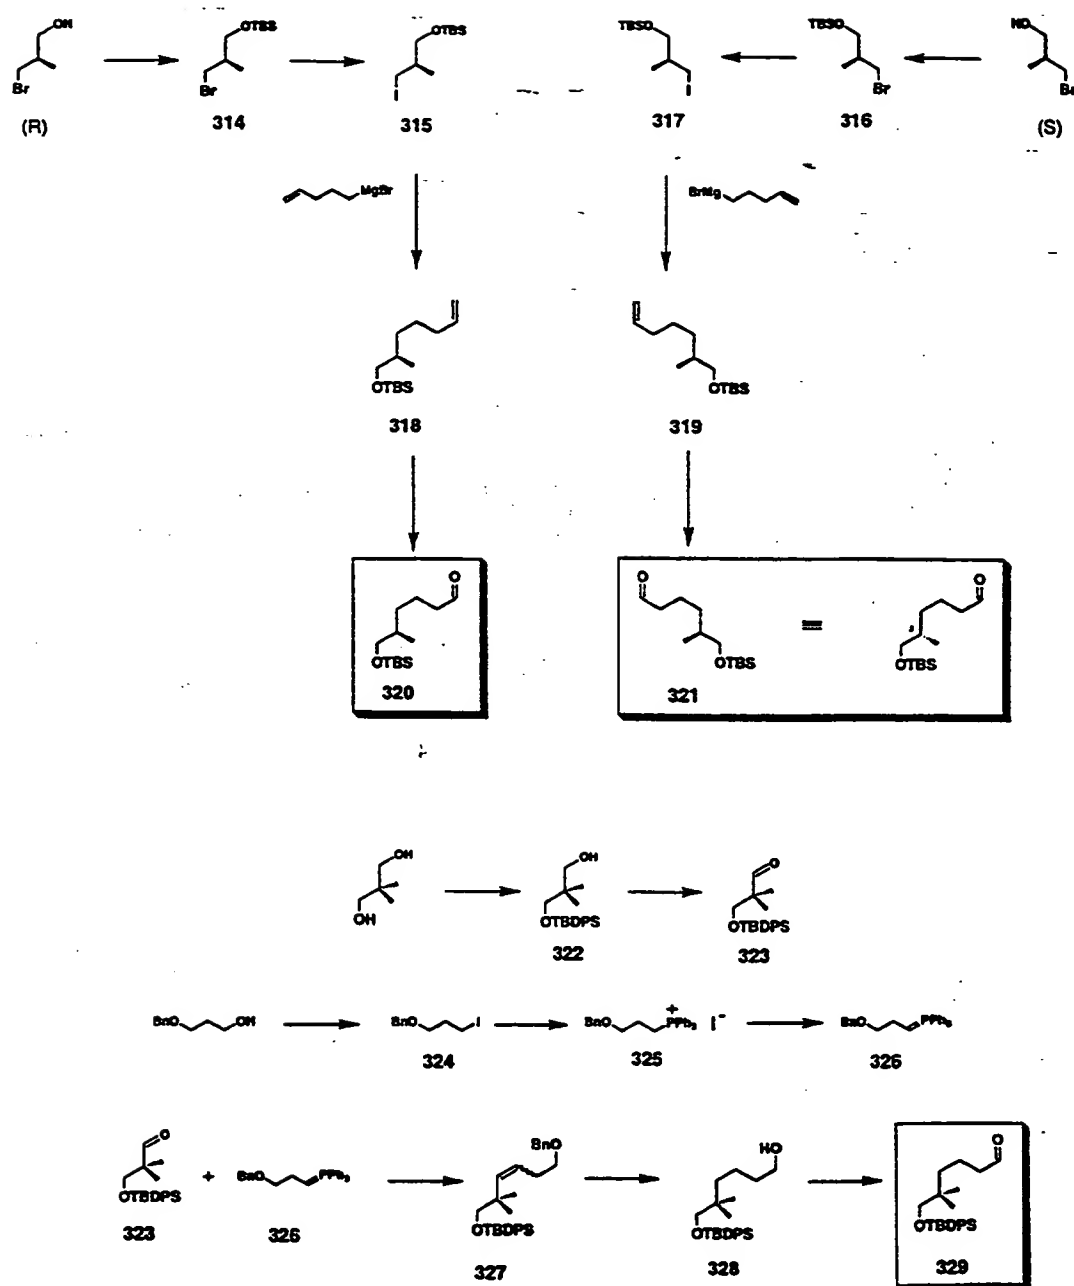 OH OTBS OTBS TBSO TBSO HO
Br Br I I Br
(R) 314 315 317 316 (S)
MgBr BrMg
OTBS OTBS
318 319
O O O
OTBS OTBS OTBS
320 321
OH OH O
OH OTBDPS OTBDPS
322 323
BnO OH BnO I BnO PPh3 + I- BnO PPh3
324 325 326
O BnO HO O
+ BnO PPh3
OTBDPS OTBDPS OTBDPS OTBDPS
323 326 327 328 329